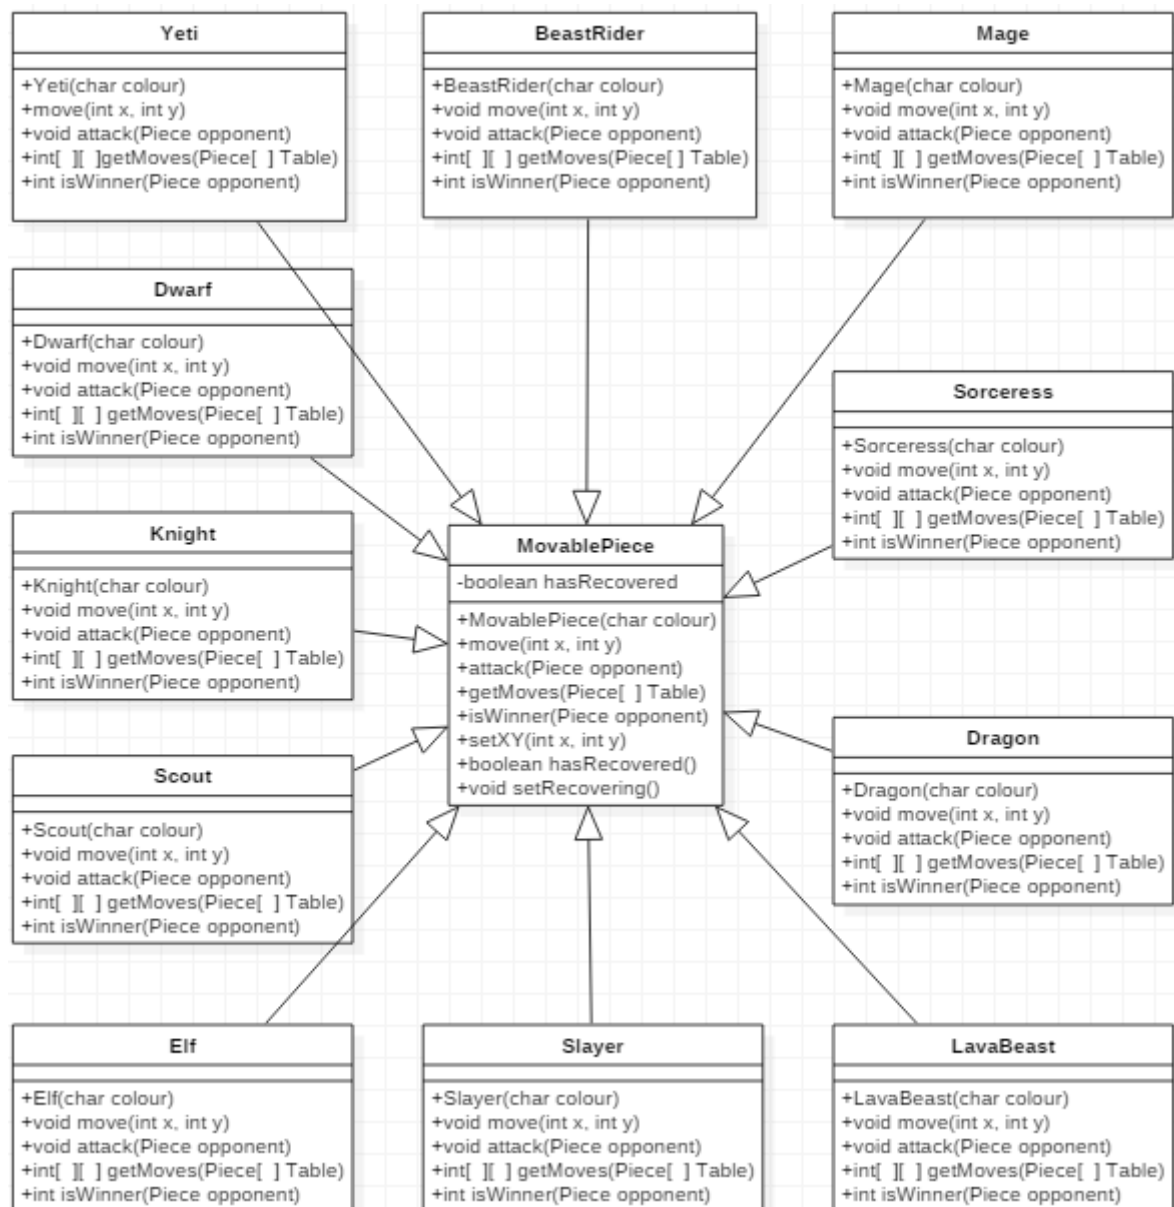 Yeti
+Yeti(char colour)
+move(int x, int y)
+void attack(Piece opponent)
+int[ ][ ]getMoves(Piece[ ] Table)
+int isWinner(Piece opponent)
BeastRider
+BeastRider(char colour)
+void move(int x, int y)
+void attack(Piece opponent)
+int[ ][ ] getMoves(Piece[ ] Table)
+int isWinner(Piece opponent)
Mage
+Mage(char colour)
+void move(int x, int y)
+void attack(Piece opponent)
+int[ ][ ] getMoves(Piece[ ] Table)
+int isWinner(Piece opponent)
Dwarf
+Dwarf(char colour)
+void move(int x, int y)
+void attack(Piece opponent)
+int[ ][ ] getMoves(Piece[ ] Table)
+int isWinner(Piece opponent)
Sorceress
+Sorceress(char colour)
+void move(int x, int y)
+void attack(Piece opponent)
+int[ ][ ] getMoves(Piece[ ] Table)
+int isWinner(Piece opponent)
Knight
+Knight(char colour)
+void move(int x, int y)
+void attack(Piece opponent)
+int[ ][ ] getMoves(Piece[ ] Table)
+int isWinner(Piece opponent)
MovablePiece
-boolean hasRecovered
+MovablePiece(char colour)
+move(int x, int y)
+attack(Piece opponent)
+getMoves(Piece[ ] Table)
+isWinner(Piece opponent)
+setXY(int x, int y)
+boolean hasRecovered()
+void setRecovering()
Scout
+Scout(char colour)
+void move(int x, int y)
+void attack(Piece opponent)
+int[ ][ ] getMoves(Piece[ ] Table)
+int isWinner(Piece opponent)
Dragon
+Dragon(char colour)
+void move(int x, int y)
+void attack(Piece opponent)
+int[ ][ ] getMoves(Piece[ ] Table)
+int isWinner(Piece opponent)
Elf
+Elf(char colour)
+void move(int x, int y)
+void attack(Piece opponent)
+int[ ][ ] getMoves(Piece[ ] Table)
+int isWinner(Piece opponent)
Slayer
+Slayer(char colour)
+void move(int x, int y)
+void attack(Piece opponent)
+int[ ][ ] getMoves(Piece[ ] Table)
+int isWinner(Piece opponent)
LavaBeast
+LavaBeast(char colour)
+void move(int x, int y)
+void attack(Piece opponent)
+int[ ][ ] getMoves(Piece[ ] Table)
+int isWinner(Piece opponent)